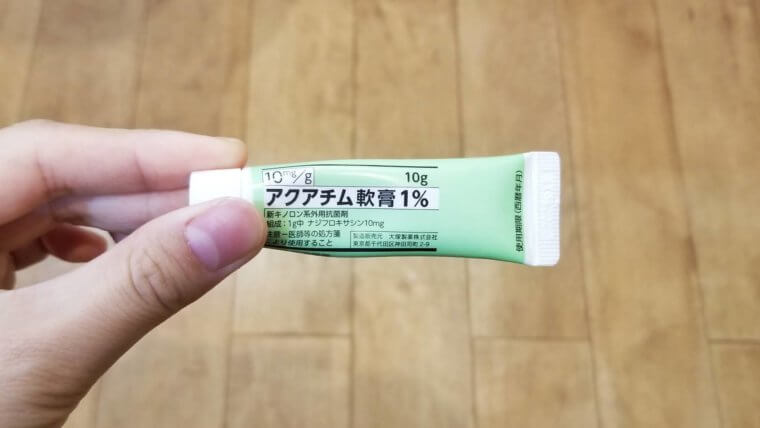 10mg/g 10g
アクアチム軟膏1%
新キノロン系外用抗菌剤
組成:1g中 ナジフロキサシン10mg
注意-医師等の処方箋
により使用すること
製造販売元 大塚製薬株式会社
東京都千代田区神田司町2-9
使用期限(西暦年月)